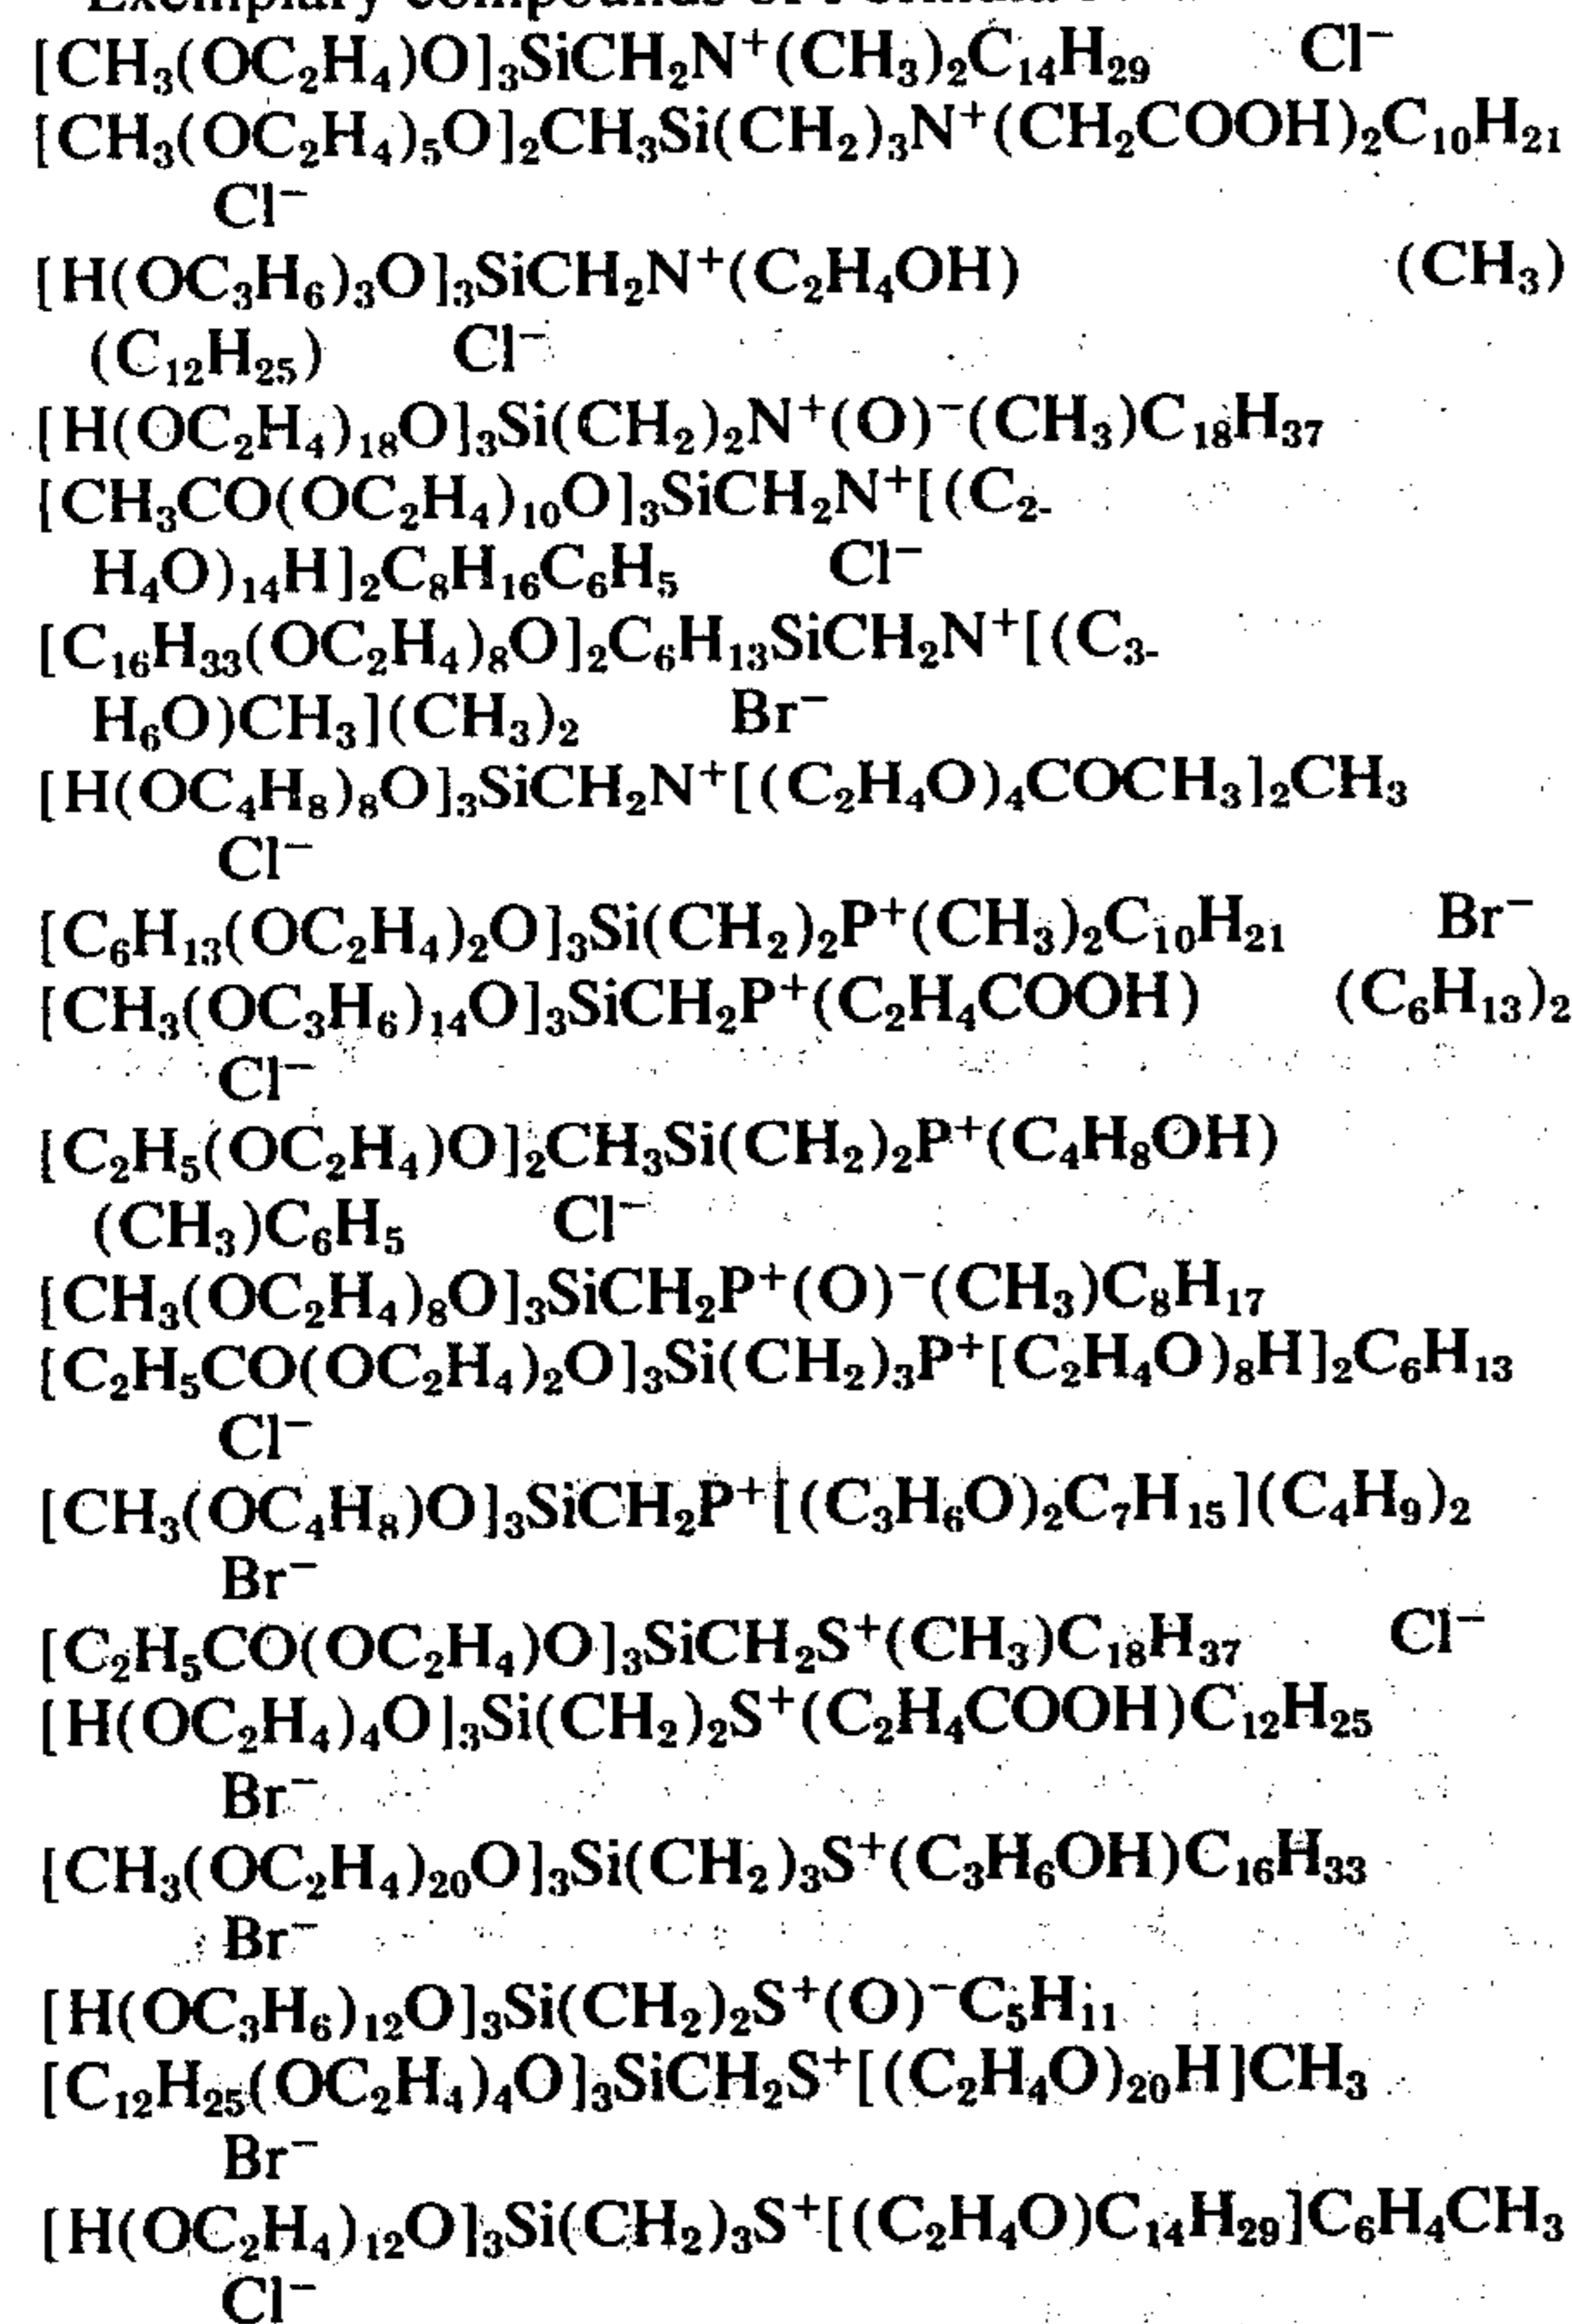 Exemplary compounds of Formula
[CH₃(OC₂H₄)O]₃SiCH₂N⁺(CH₃)₂C₁₄H₂₉ Cl⁻
[CH₃(OC₂H₄)₅O]₂CH₃Si(CH₂)₃N⁺(CH₂COOH)₂C₁₀H₂₁
Cl⁻
[H(OC₃H₆)₃O]₃SiCH₂N⁺(C₂H₄OH) (CH₃)
(C₁₂H₂₅) Cl⁻
[H(OC₂H₄)₁₈O]₃Si(CH₂)₂N⁺(O)⁻(CH₃)C₁₈H₃₇
[CH₃CO(OC₂H₄)₁₀O]₃SiCH₂N⁺[(C₂-
H₄O)₁₄H]₂C₈H₁₆C₆H₅ Cl⁻
[C₁₆H₃₃(OC₂H₄)₈O]₂C₆H₁₃SiCH₂N⁺[(C₃-
H₆O)CH₃](CH₃)₂ Br⁻
[H(OC₄H₈)₈O]₃SiCH₂N⁺[(C₂H₄O)₄COCH₃]₂CH₃
Cl⁻
[C₆H₁₃(OC₂H₄)₂O]₃Si(CH₂)₂P⁺(CH₃)₂C₁₀H₂₁ Br⁻
[CH₃(OC₃H₆)₁₄O]₃SiCH₂P⁺(C₂H₄COOH) (C₆H₁₃)₂
Cl⁻
[C₂H₅(OC₂H₄)O]₂CH₃Si(CH₂)₂P⁺(C₄H₈OH)
(CH₃)C₆H₅ Cl⁻
[CH₃(OC₂H₄)₈O]₃SiCH₂P⁺(O)⁻(CH₃)C₈H₁₇
[C₂H₅CO(OC₂H₄)₂O]₃Si(CH₂)₃P⁺[C₂H₄O)₈H]₂C₆H₁₃
Cl⁻
[CH₃(OC₄H₈)O]₃SiCH₂P⁺[(C₃H₆O)₂C₇H₁₅](C₄H₉)₂
Br⁻
[C₂H₅CO(OC₂H₄)O]₃SiCH₂S⁺(CH₃)C₁₈H₃₇ Cl⁻
[H(OC₂H₄)₄O]₃Si(CH₂)₂S⁺(C₂H₄COOH)C₁₂H₂₅
Br⁻
[CH₃(OC₂H₄)₂₀O]₃Si(CH₂)₃S⁺(C₃H₆OH)C₁₆H₃₃
Br⁻
[H(OC₃H₆)₁₂O]₃Si(CH₂)₂S⁺(O)⁻C₅H₁₁
[C₁₂H₂₅(OC₂H₄)₄O]₃SiCH₂S⁺[(C₂H₄O)₂₀H]CH₃
Br⁻
[H(OC₂H₄)₁₂O]₃Si(CH₂)₃S⁺[(C₂H₄O)C₁₄H₂₉]C₆H₄CH₃
Cl⁻